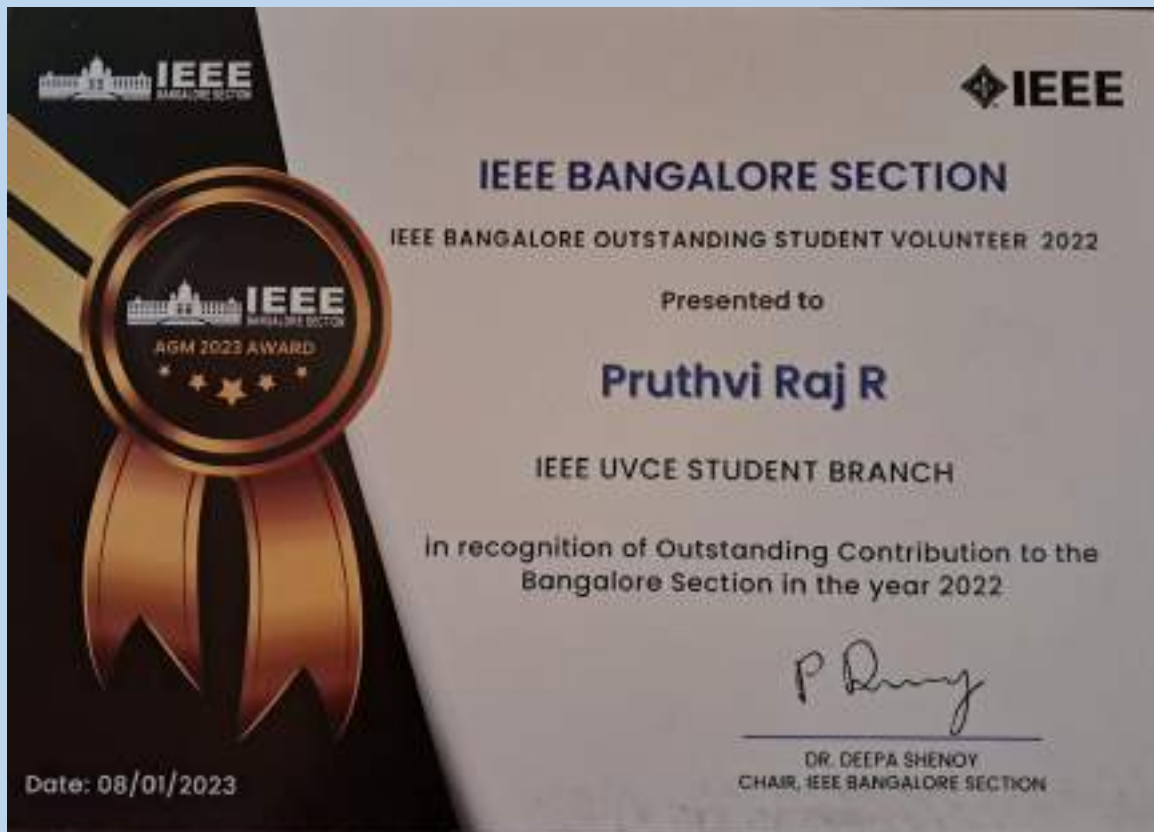 IEEE
BANGALORE SECTION
IEEE
IEEE BANGALORE SECTION
IEEE BANGALORE OUTSTANDING STUDENT VOLUNTEER 2022
Presented to
Pruthvi Raj R
IEEE UVCE STUDENT BRANCH
in recognition of Outstanding Contribution to the
Bangalore Section in the year 2022
IEEE
BANGALORE SECTION
AGM 2023 AWARD
DR. DEEPA SHENOY
CHAIR, IEEE BANGALORE SECTION
Date: 08/01/2023